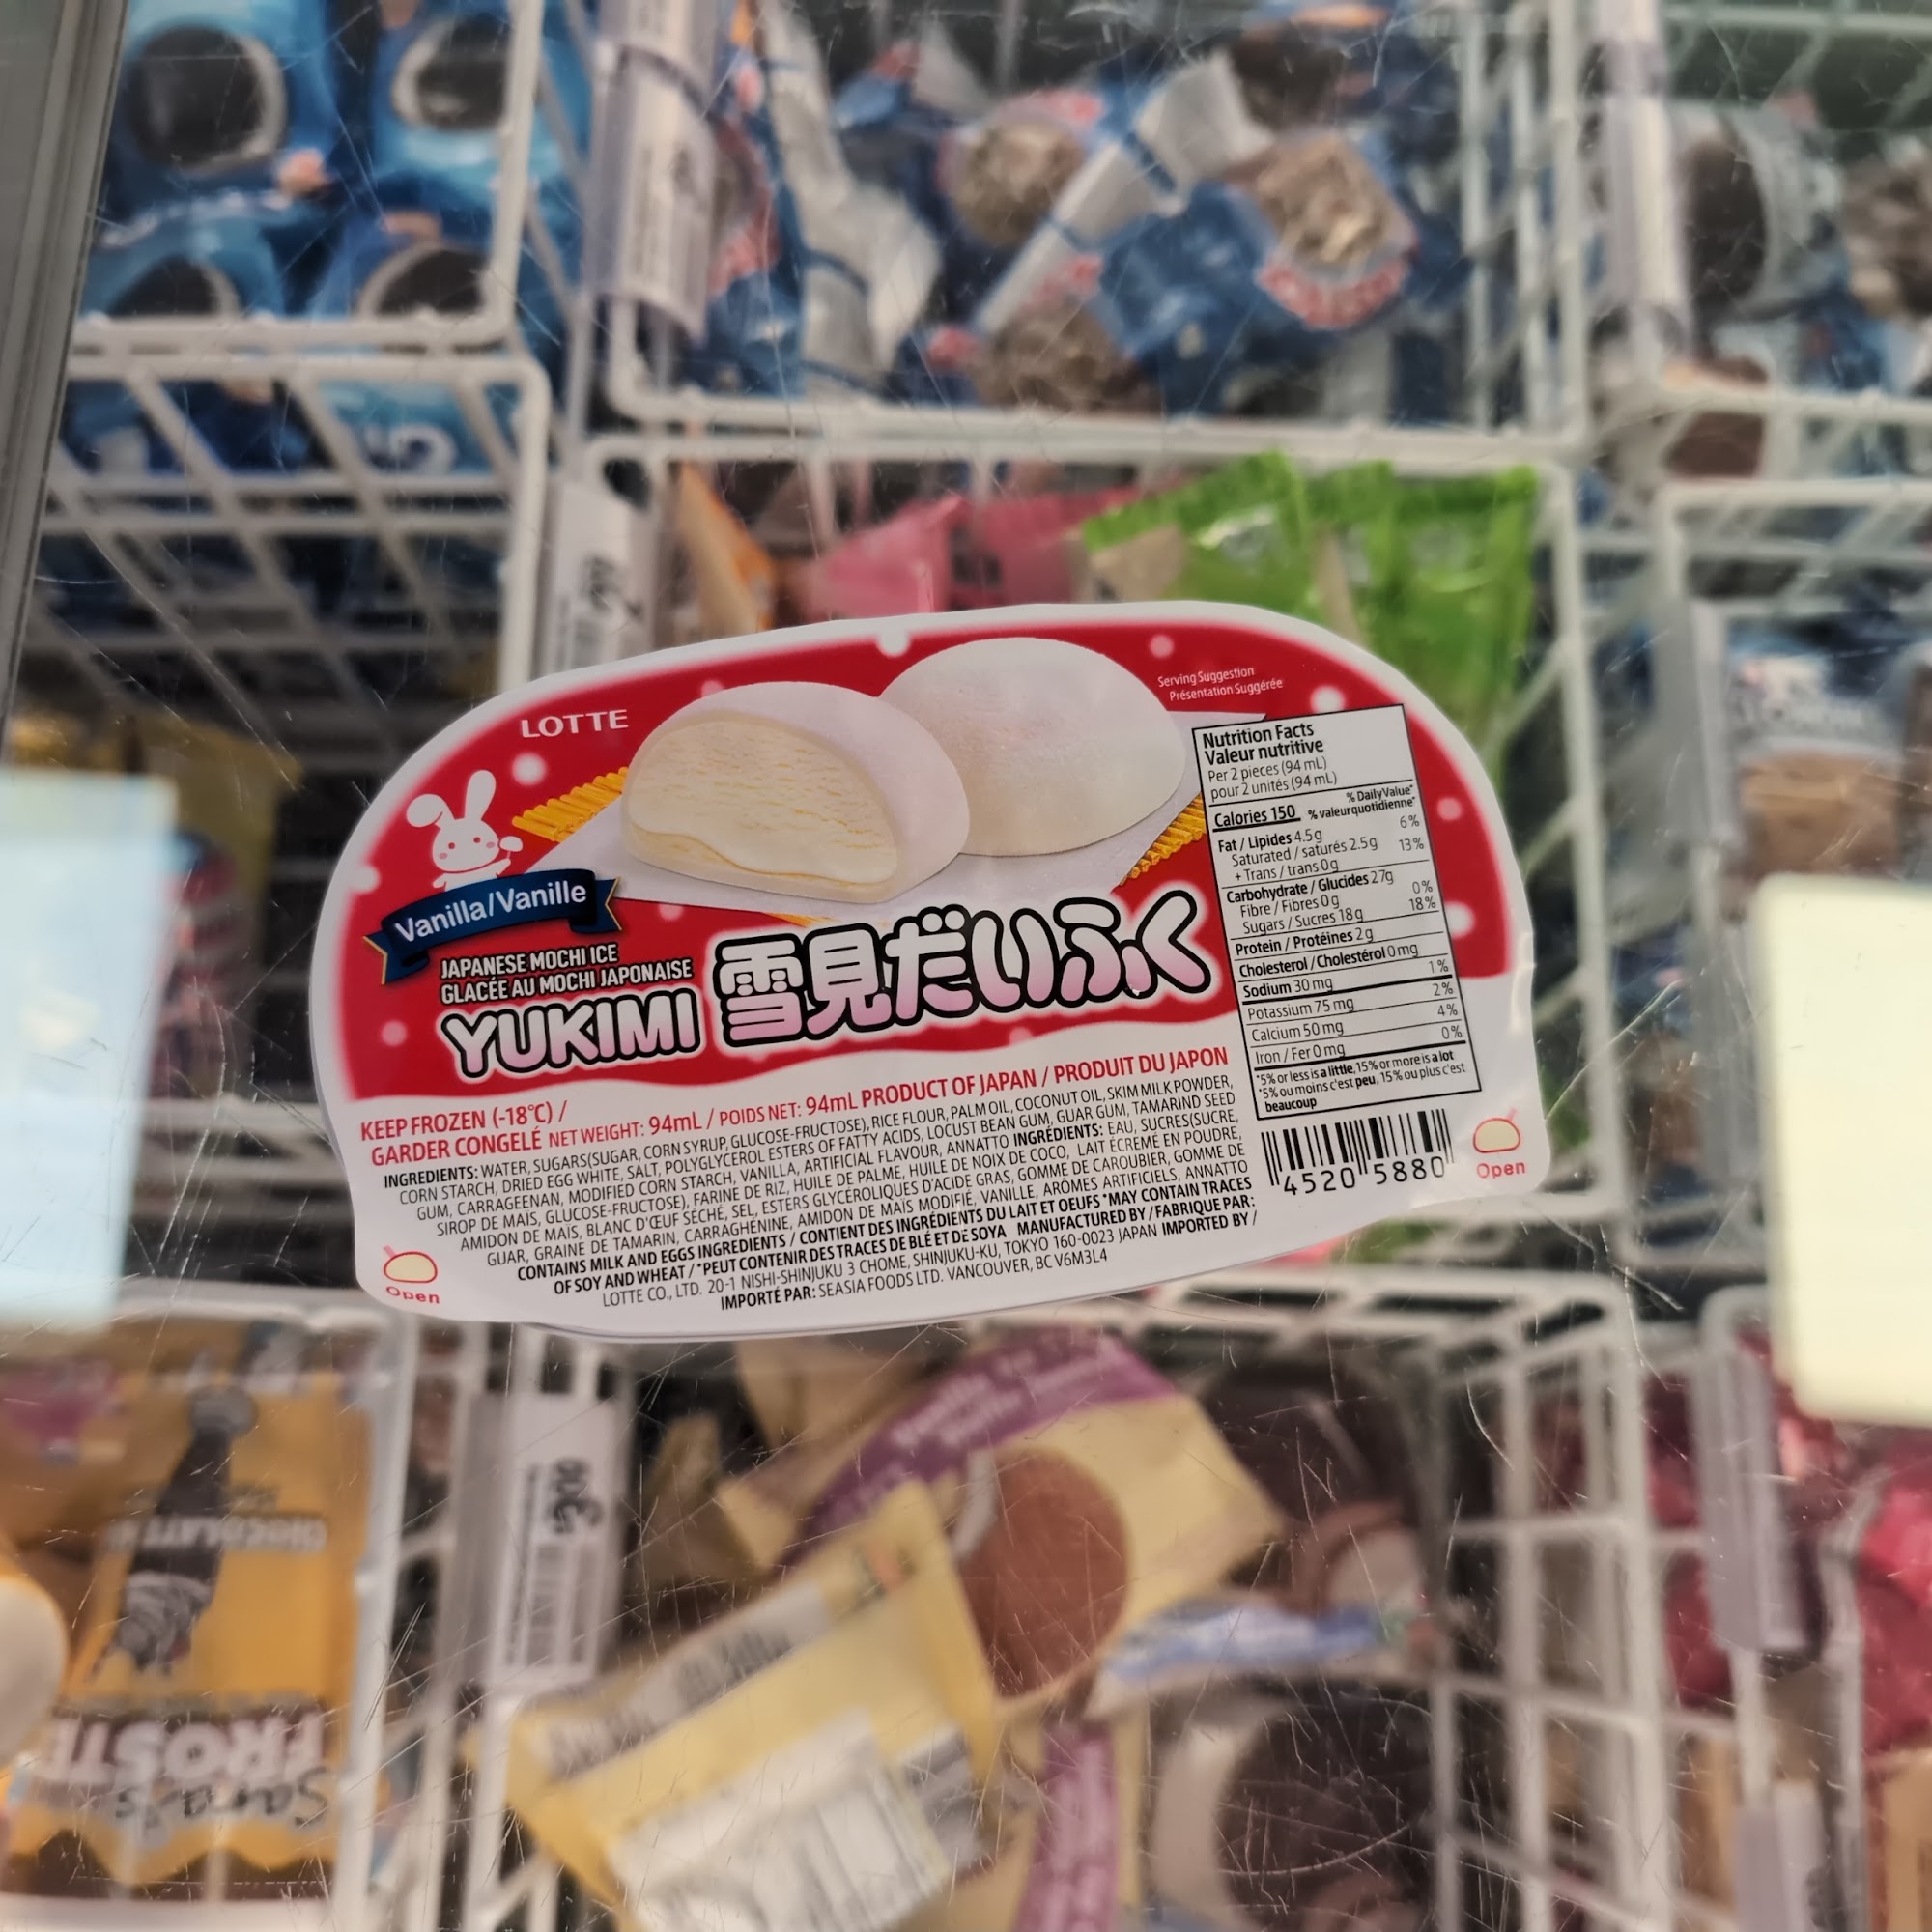 LOTTE
Serving Suggestion
Présentation Suggérée
Vanilla/Vanille
JAPANESE MOCHI ICE
GLACÉE AU MOCHI JAPONAISE
YUKIMI 雪見だいふく
Nutrition Facts
Valeur nutritive
Per 2 pieces (94 mL)
pour 2 unités (94 mL)
% Daily Value*
Calories 150 % valeur quotidienne*
Fat / Lipides 4.5 g 6%
Saturated / saturés 2.5 g 13%
+ Trans / trans 0 g
Carbohydrate / Glucides 27g
Fibre / Fibres 0 g 0%
Sugars / Sucres 18 g 18%
Protein / Protéines 2 g
Cholesterol / Cholestérol 0 mg
Sodium 30 mg 1%
Potassium 75 mg 2%
Calcium 50 mg 4%
Iron / Fer 0 mg 0%
*5% or less is a little, 15% or more is a lot
*5% ou moins c'est peu, 15% ou plus c'est
beaucoup
KEEP FROZEN (-18℃) /
GARDER CONGELÉ NET WEIGHT: 94mL / POIDS NET: 94mL PRODUCT OF JAPAN / PRODUIT DU JAPON
INGREDIENTS: WATER, SUGARS(SUGAR, CORN SYRUP, GLUCOSE-FRUCTOSE), RICE FLOUR, PALM OIL, COCONUT OIL, SKIM MILK POWDER,
CORN STARCH, DRIED EGG WHITE, SALT, POLYGLYCEROL ESTERS OF FATTY ACIDS, LOCUST BEAN GUM, GUAR GUM, TAMARIND SEED
GUM, CARRAGEENAN, MODIFIED CORN STARCH, VANILLA, ARTIFICIAL FLAVOUR, ANNATTO INGRÉDIENTS: EAU, SUCRES(SUCRE,
SIROP DE MAIS, GLUCOSE-FRUCTOSE), FARINE DE RIZ, HUILE DE PALME, HUILE DE NOIX DE COCO, LAIT ÉCREMÉ EN POUDRE,
AMIDON DE MAIS, BLANC D'ŒUF SÉCHÉ, SEL, ESTERS GLYCÉROLIQUES D'ACIDE GRAS, GOMME DE CAROUBIER, GOMME DE
GUAR, GRAINE DE TAMARIN, CARRAGHÉNINE, AMIDON DE MAÏS MODIFIÉ, VANILLE, ARÔMES ARTIFICIELS, ANNATTO
CONTAINS MILK AND EGGS INGREDIENTS / CONTIENT DES INGRÉDIENTS DU LAIT ET OEUFS *MAY CONTAIN TRACES
OF SOY AND WHEAT / *PEUT CONTENIR DES TRACES DE BLÉ ET DE SOYA MANUFACTURED BY / FABRIQUE PAR:
LOTTE CO., LTD. 20-1 NISHI-SHINJUKU 3 CHOME, SHINJUKU-KU, TOKYO 160-0023 JAPAN IMPORTED BY /
IMPORTÉ PAR: SEASIA FOODS LTD. VANCOUVER, BC V6M3L4
4520 5880
Open
Open
CHOCOLATE
FROSTE
Sara's